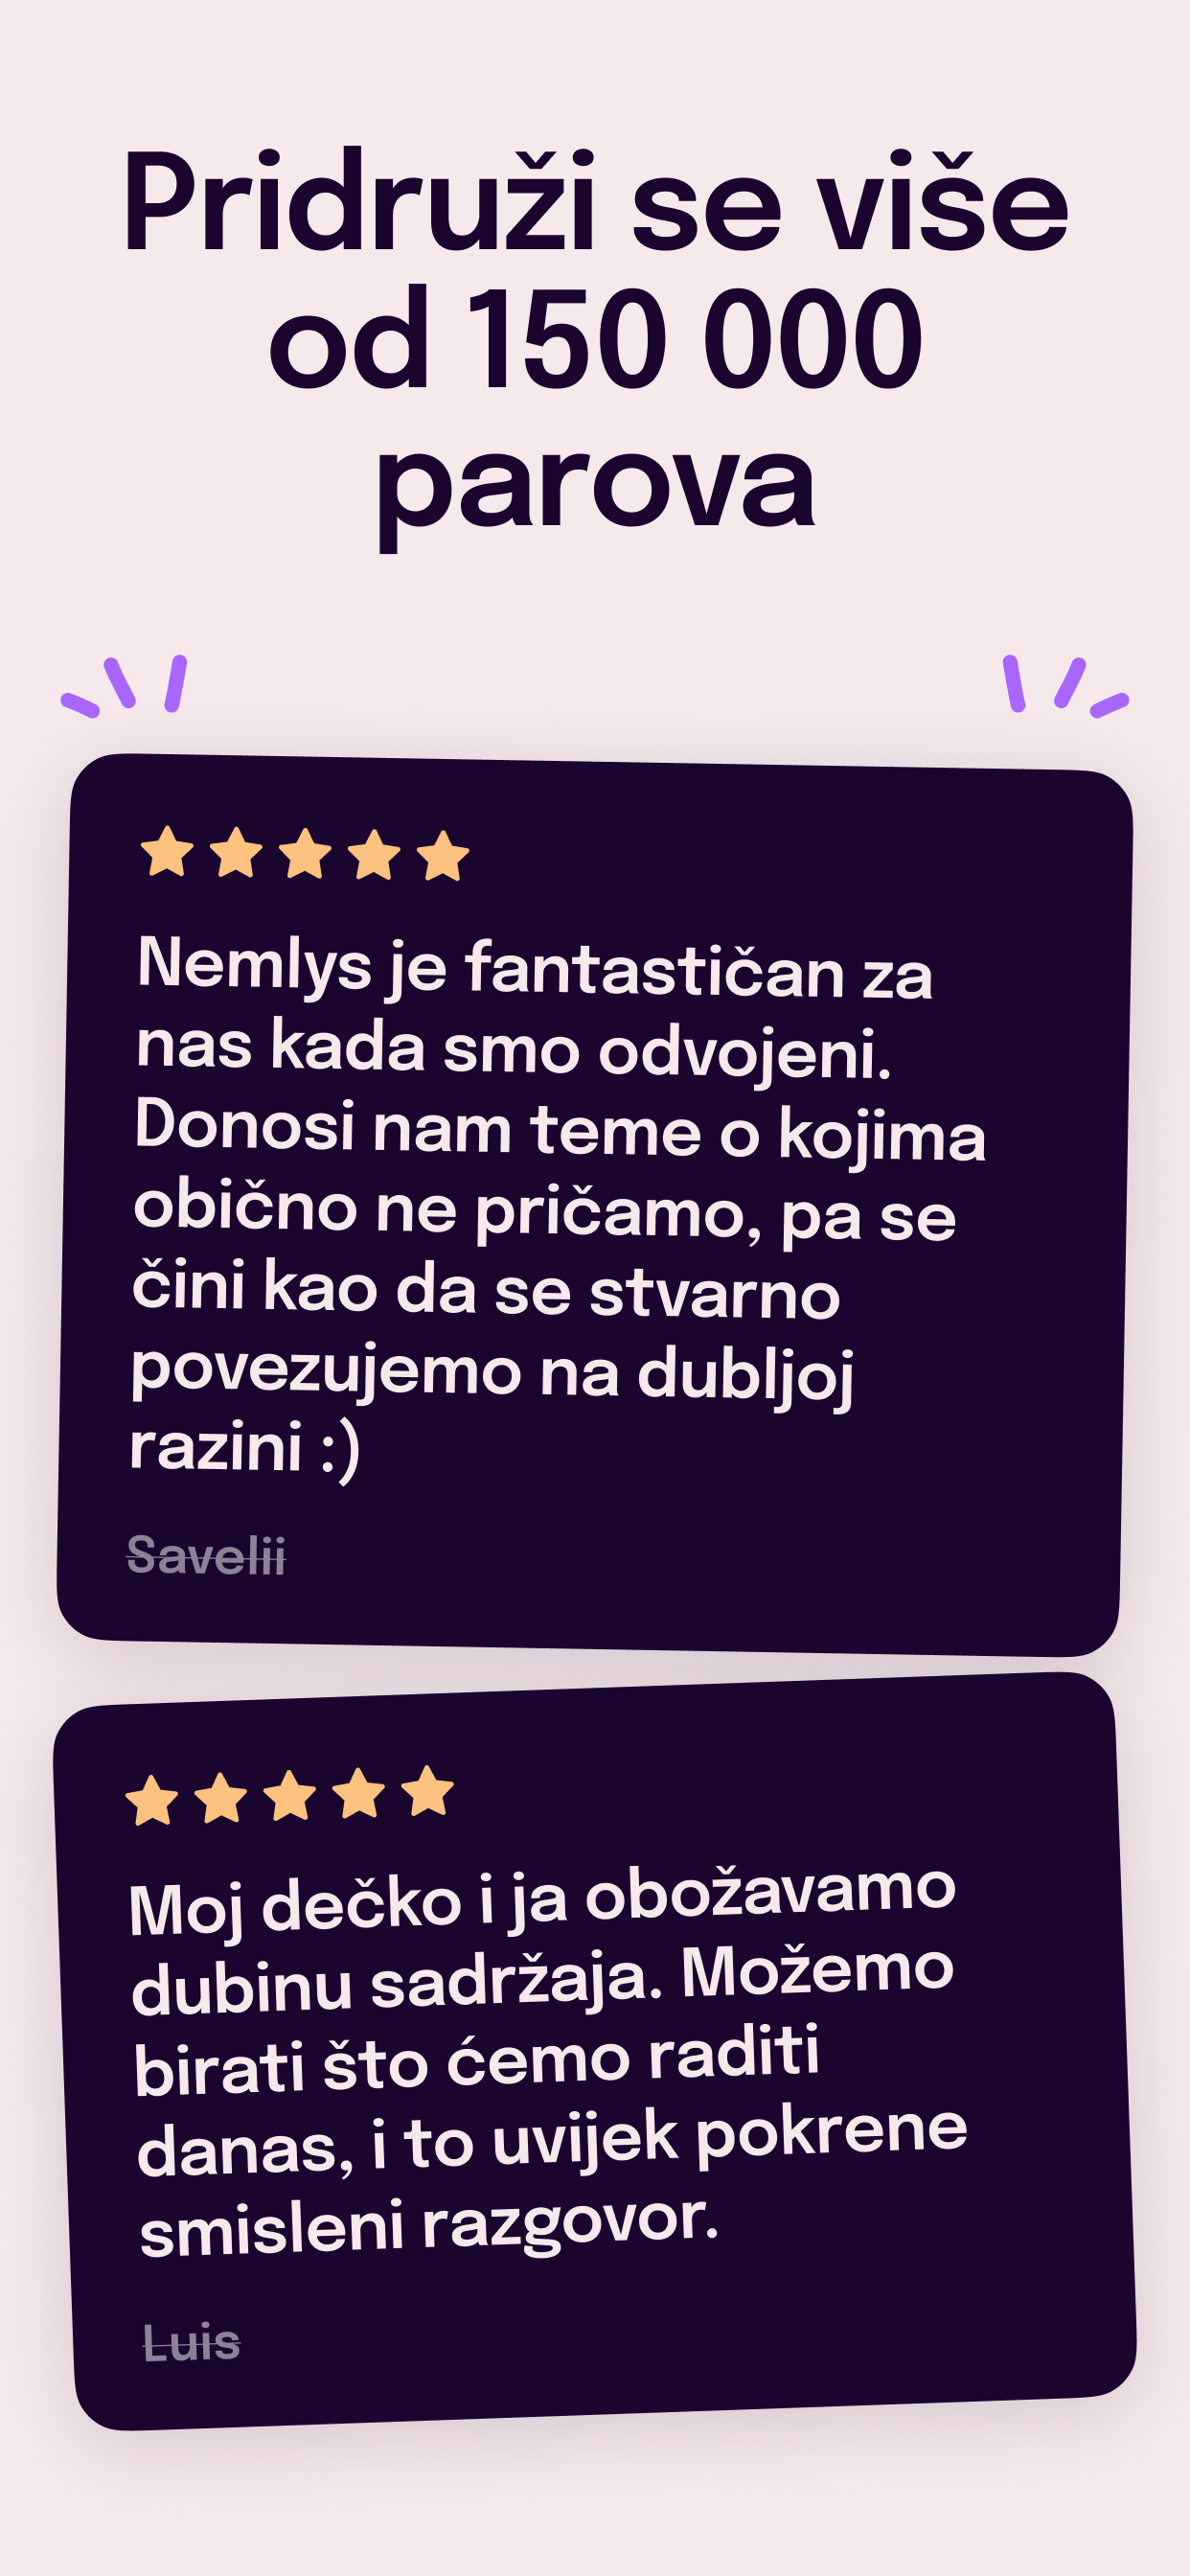 Pridruži se više
od 150 000
parova
Nemlys je fantastičan za
nas kada smo odvojeni.
Donosi nam teme o kojima
obično ne pričamo, pa se
čini kao da se stvarno
povezujemo na dubljoj
razini :)
Savelii
Moj dečko i ja obožavamo
dubinu sadržaja. Možemo
birati što ćemo raditi
danas, i to uvijek pokrene
smisleni razgovor.
Luis